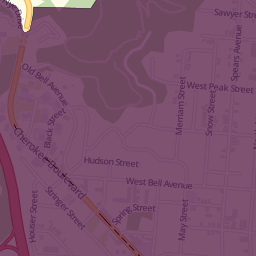 Sawyer Stre
Spears Avenue
Old Bell Avenue
West Peak Street
Merriam Street
Snow Street
Black Street
Cherokee Boulevard
Hudson Street
West Bell Avenue
Stringer Street
Houser Street
Spring Street
May Street